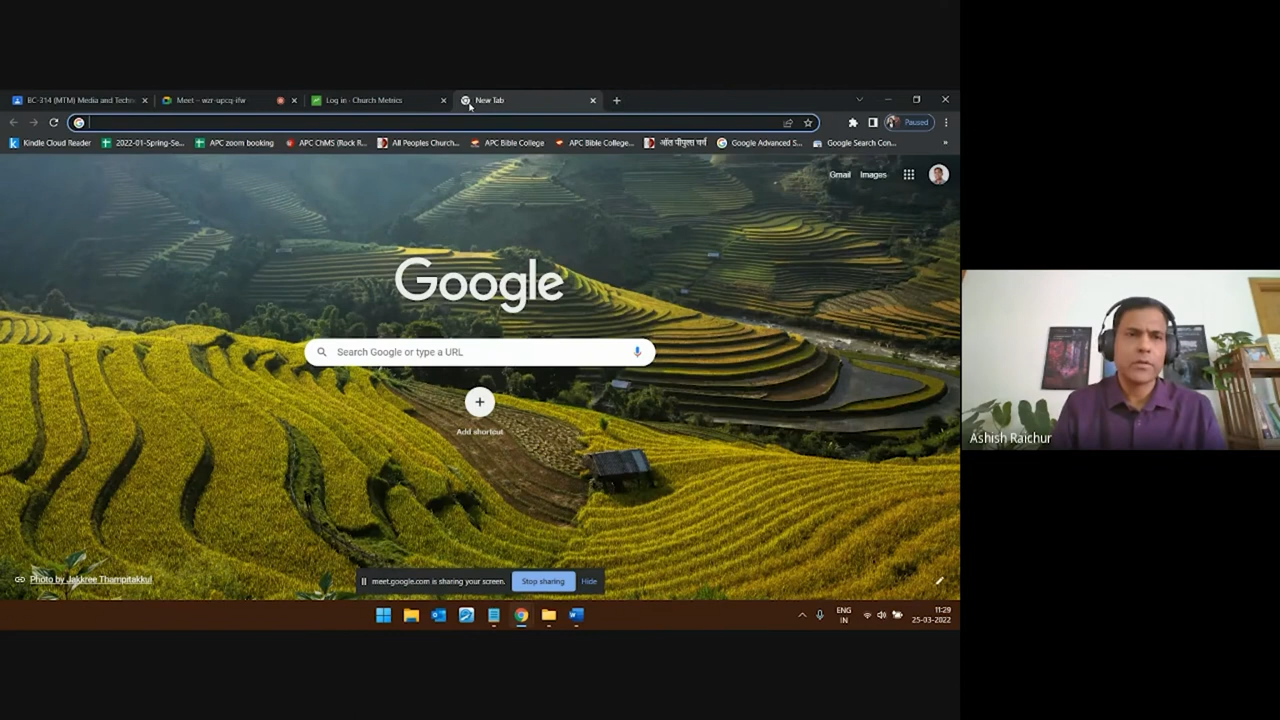 BC-314 (MTM) Media and Techn
Meet – wzr-upcq-ifw
Log in · Church Metrics
New Tab
Paused
Kindle Cloud Reader
2022-01-Spring-Se...
APC zoom booking
APC ChMS (Rock R...
All Peoples Church...
APC Bible College
APC Bible College...
ऑल पीपुल्स चर्च
Google Advanced S...
Google Search Con...
»
Gmail
Images
Google
Search Google or type a URL
Add shortcut
Photo by Jakkree Thampitakkul
meet.google.com is sharing your screen.
Stop sharing
Hide
ENG
IN
11:29
25-03-2022
Ashish Raichur